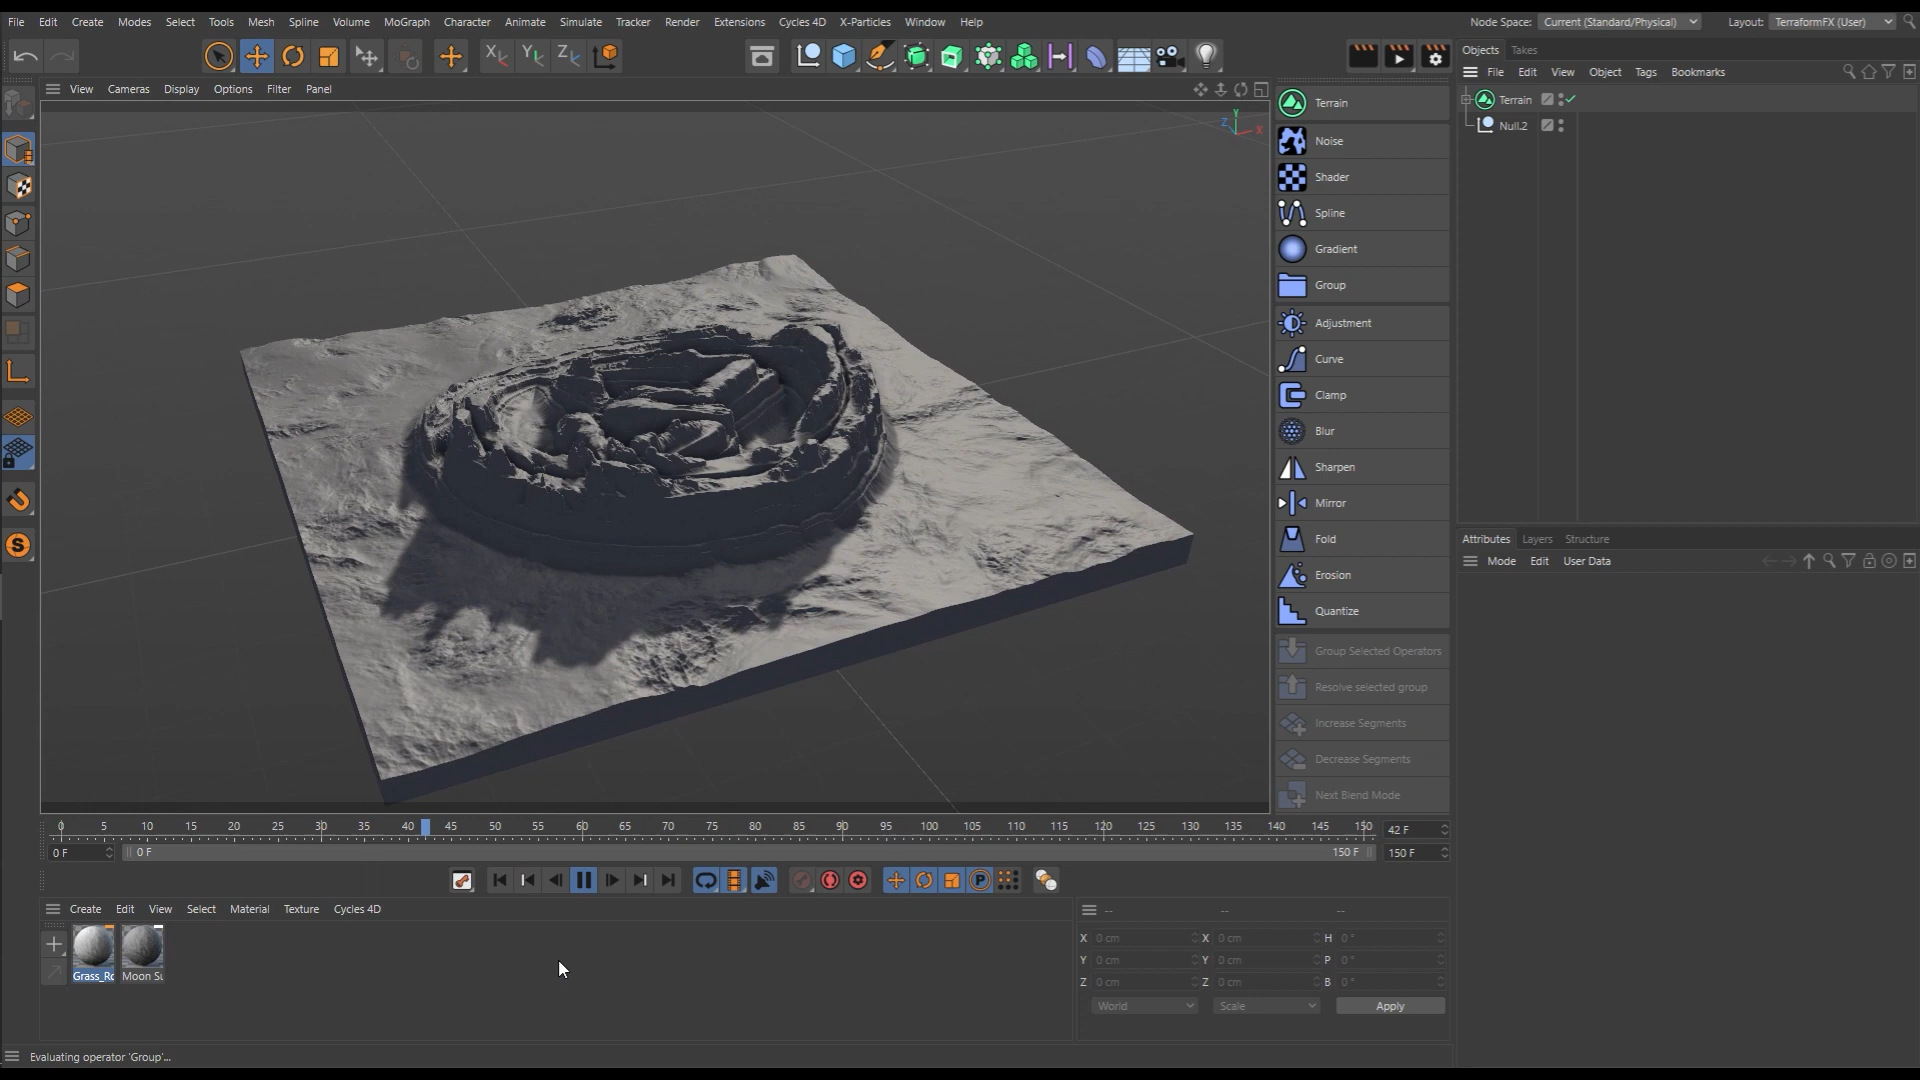 File Edit Create Modes Select Tools Mesh Spline Volume MoGraph Character Animate Simulate Tracker Render Extensions Cycles 4D X-Particles Window Help Node Space: Current (Standard/Physical) Layout: TerraformFX (User)
Objects Takes
File Edit View Object Tags Bookmarks
View Cameras Display Options Filter Panel
Terrain
Null.2
Y
Z
X
Terrain
Noise
Shader
Spline
Gradient
Group
Adjustment
Curve
Clamp
Blur
Sharpen
Mirror
Fold
Erosion
Quantize
Group Selected Operators
Resolve selected group
Increase Segments
Decrease Segments
Next Blend Mode
Attributes Layers Structure
Mode Edit User Data
0 5 10 15 20 25 30 35 40 45 50 55 60 65 70 75 80 85 90 95 100 105 110 115 120 125 130 135 140 145 150 42 F
0 F 0 F 150 F 150 F
Create Edit View Select Material Texture Cycles 4D
Grass_Rc Moon Su
-- -- --
X 0 cm X 0 cm H 0 °
Y 0 cm Y 0 cm P 0 °
Z 0 cm Z 0 cm B 0 °
World Scale Apply
Evaluating operator 'Group'...